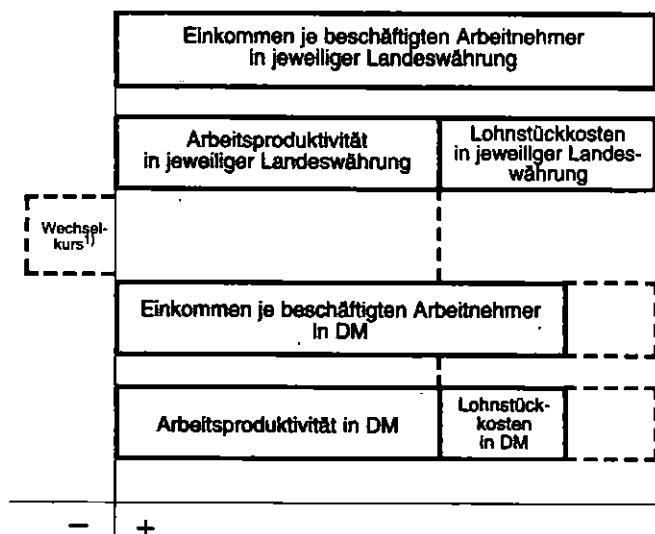 Einkommen je beschäftigten Arbeitnehmer
in jeweiliger Landeswährung
Arbeitsproduktivität
in jeweiliger Landeswährung
Lohnstückkosten
in jeweiliger Landes-
währung
Wechsel-
kurs¹⁾
Einkommen je beschäftigten Arbeitnehmer
in DM
Arbeitsproduktivität in DM
Lohnstück-
kosten
in DM
− +